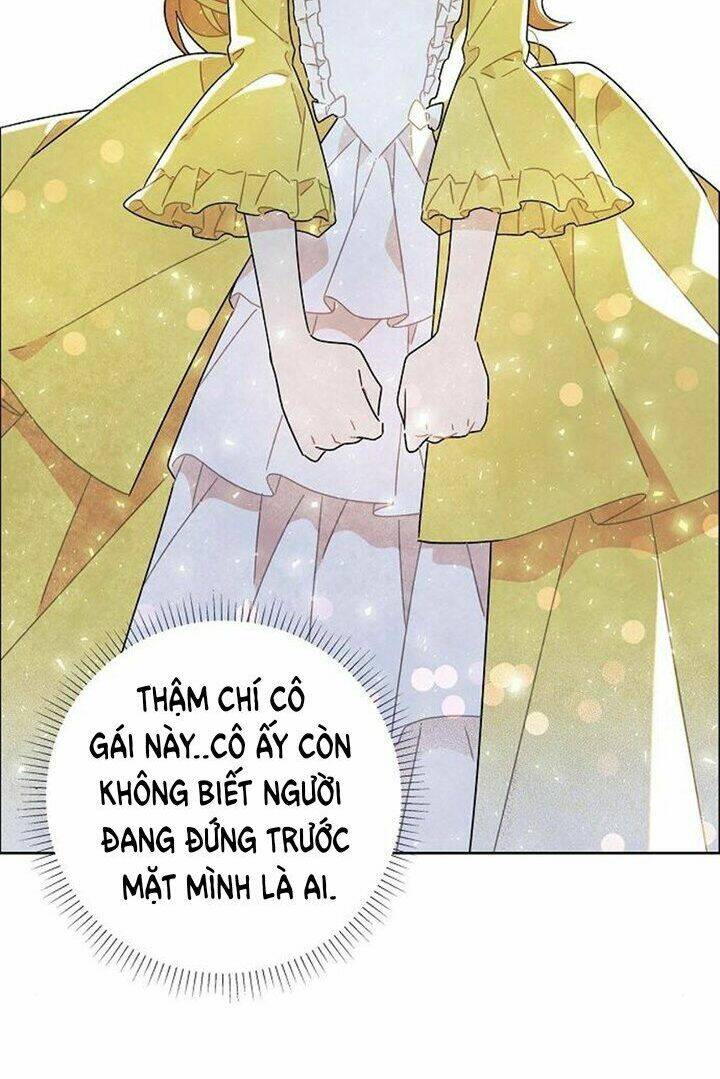 THẬM CHÍ CÔ
GÁI NÀY..CÔ ẤY CÒN
KHÔNG BIẾT NGƯỜI
ĐANG ĐỨNG TRƯỚC
MẶT MÌNH LÀ AI.